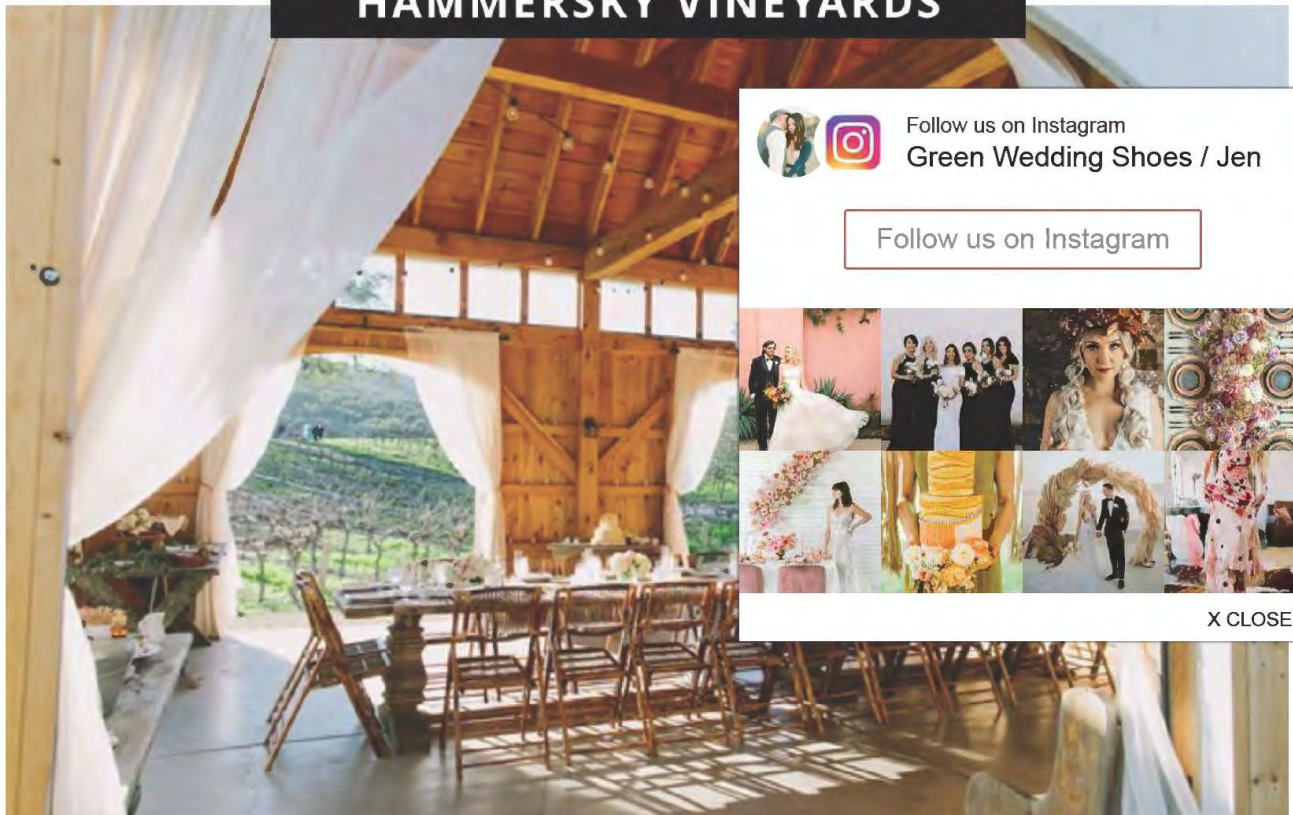 HAMMERSKY VINEYARDS
Follow us on Instagram
Green Wedding Shoes / Jen
Follow us on Instagram
X CLOSE